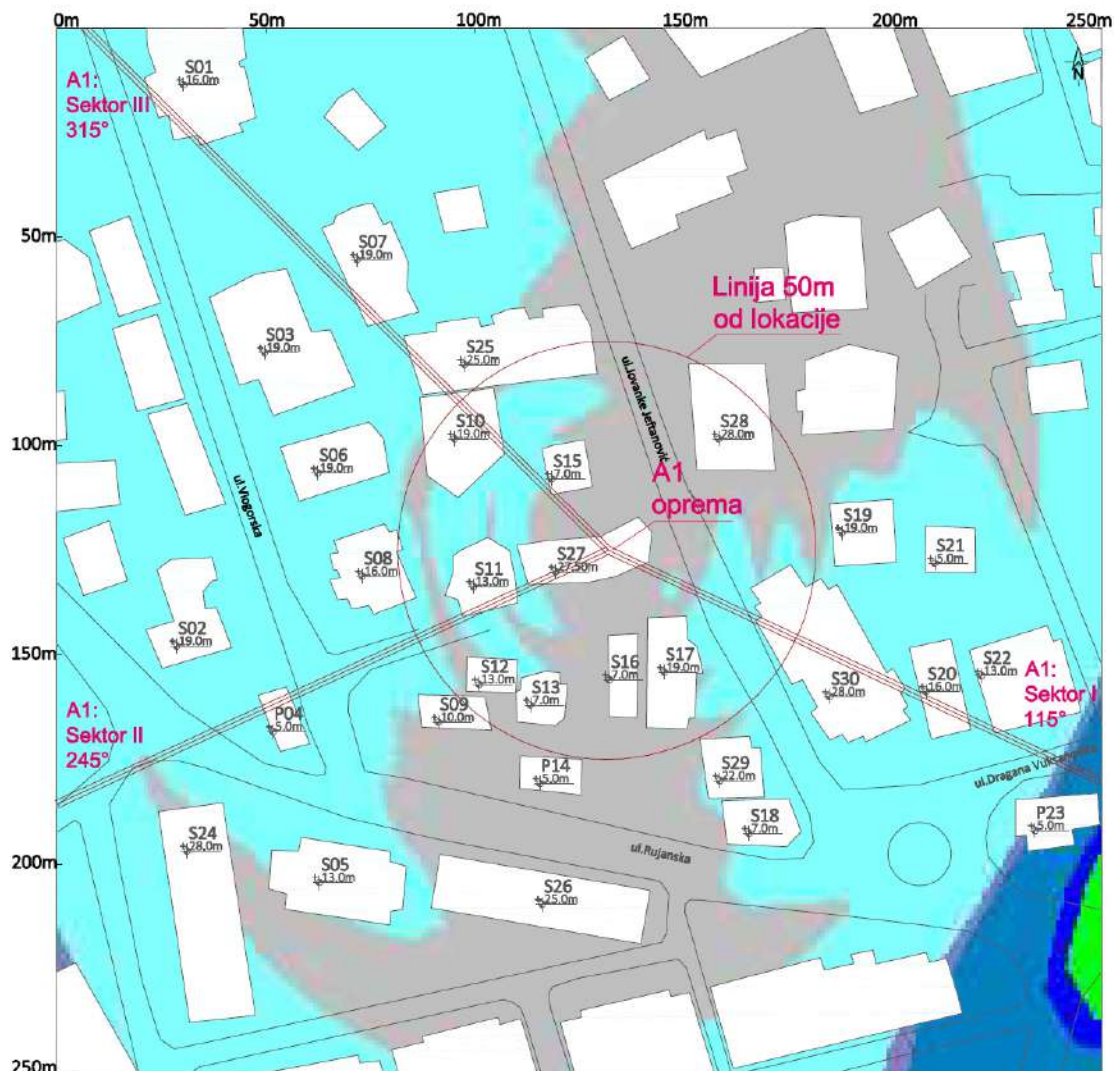 0m
50m
100m
150m
200m
250m
N
A1:
Sektor III
315°
S01
16.0m
50m
S07
19.0m
Linija 50m
od lokacije
S03
19.0m
S25
25.0m
ul.Jovanke Jeftanović
100m
S10
19.0m
S28
28.0m
S06
19.0m
S15
7.0m
A1
oprema
ul.Visgorska
S19
19.0m
S21
5.0m
S27
27.50m
S08
16.0m
S11
13.0m
150m
S02
19.0m
S12
13.0m
S13
7.0m
S16
7.0m
S17
19.0m
S30
28.0m
S20
16.0m
S22
13.0m
A1:
Sektor I
115°
A1:
Sektor II
245°
P04
5.0m
S09
10.0m
P14
5.0m
S29
22.0m
ul.Dragana Vuksanovića
S18
7.0m
P23
5.0m
S24
28.0m
200m
S05
13.0m
ul.Rujanska
S26
25.0m
250m